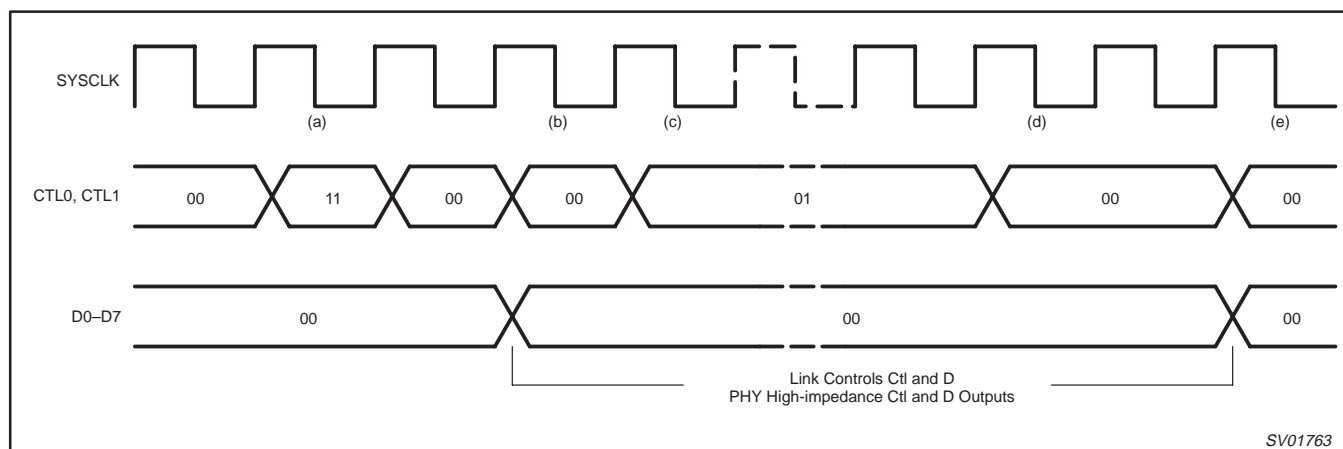 SYSCLK
(a) (b) (c) (d) (e)
CTL0, CTL1 00 11 00 00 01 00 00
D0–D7 00 00 00
Link Controls Ctl and D
PHY High-impedance Ctl and D Outputs
SV01763